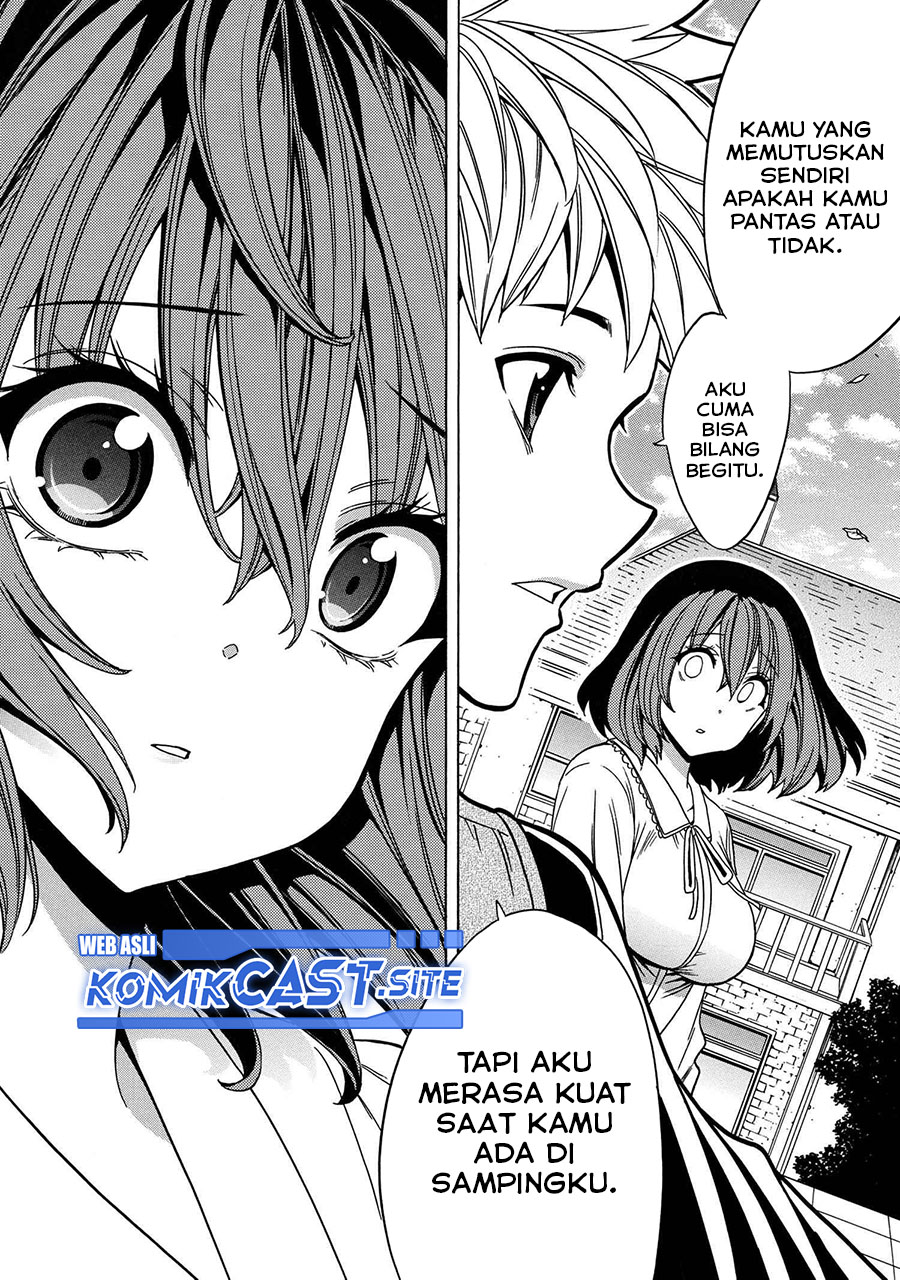 KAMU YANG
MEMUTUSKAN
SENDIRI
APAKAH KAMU
PANTAS ATAU
TIDAK.
AKU
CUMA
BISA
BILANG
BEGITU.
WEB ASLI
KOMIKCAST.SITE
TAPI AKU
MERASA KUAT
SAAT KAMU
ADA DI
SAMPINGKU.